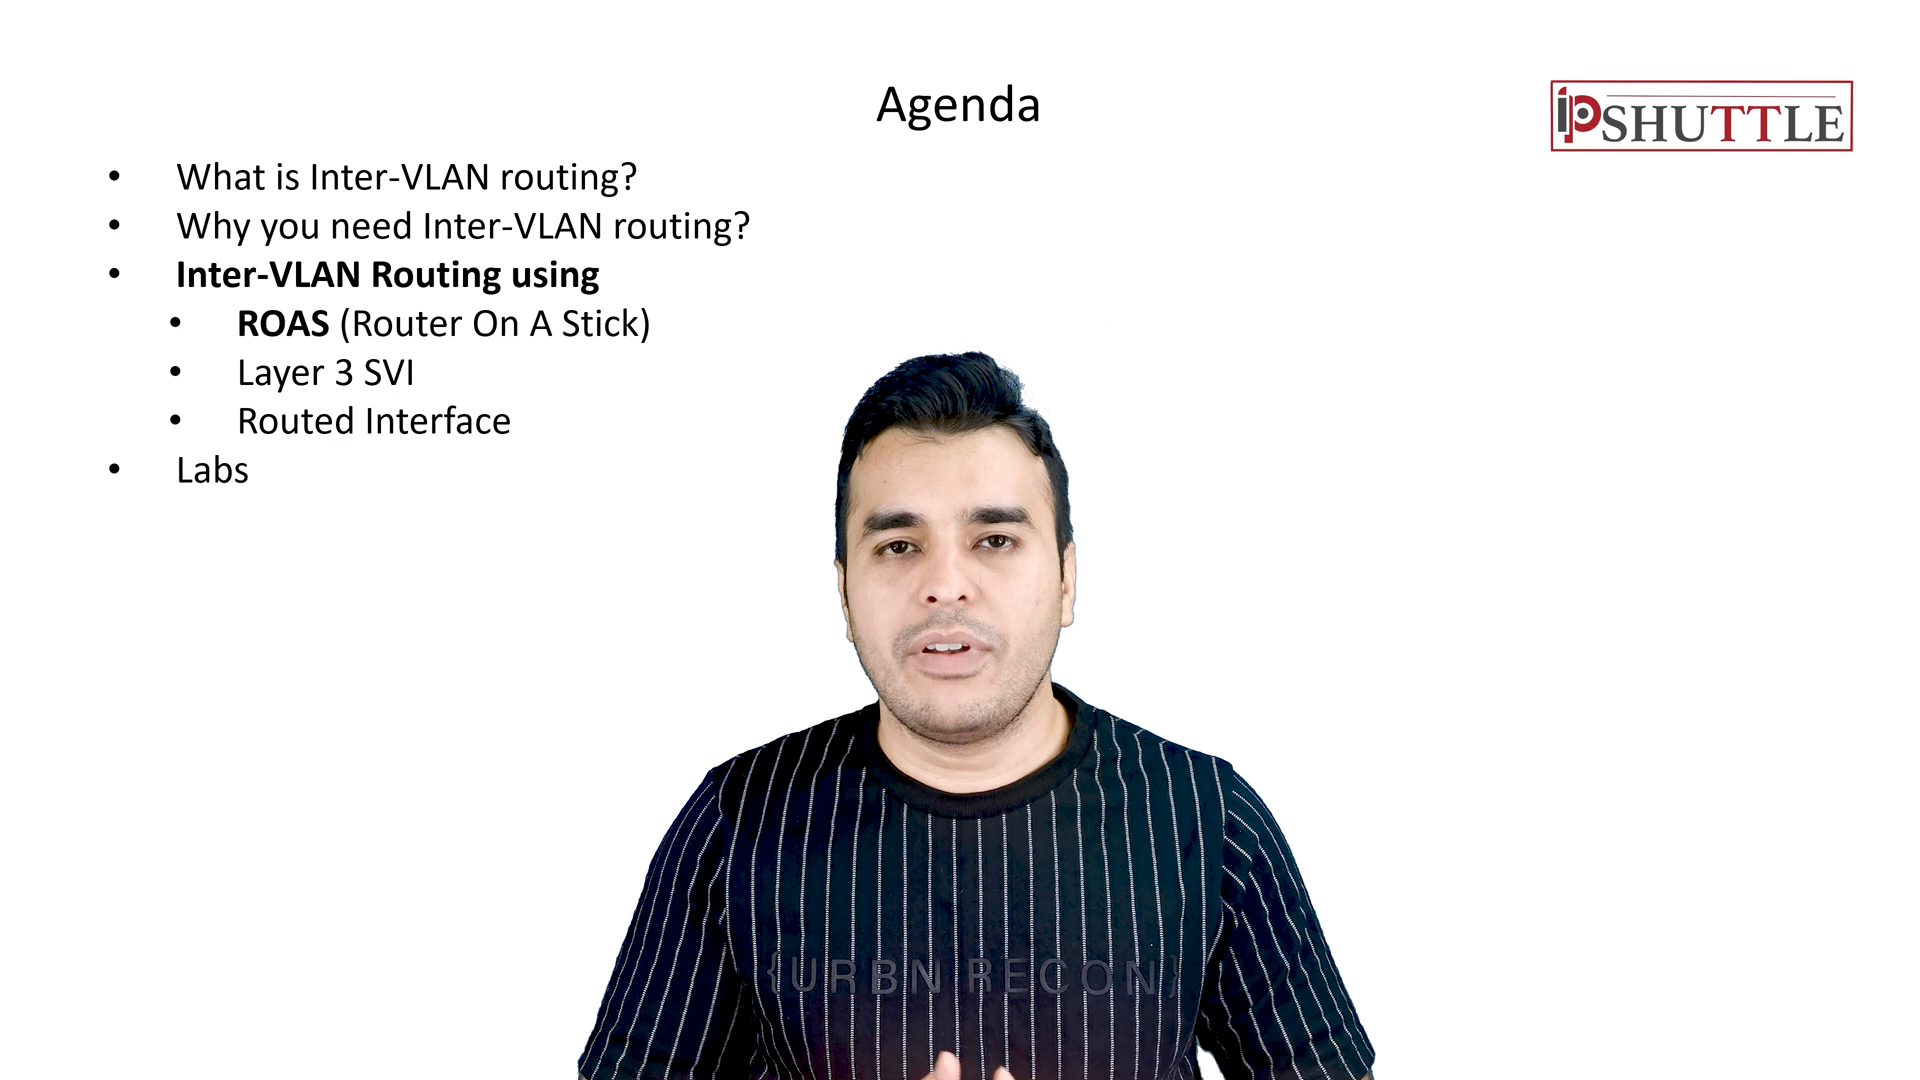 Agenda
ipSHUTTLE
• What is Inter-VLAN routing?
• Why you need Inter-VLAN routing?
• Inter-VLAN Routing using
• ROAS (Router On A Stick)
• Layer 3 SVI
• Routed Interface
• Labs
{URBN RECON}